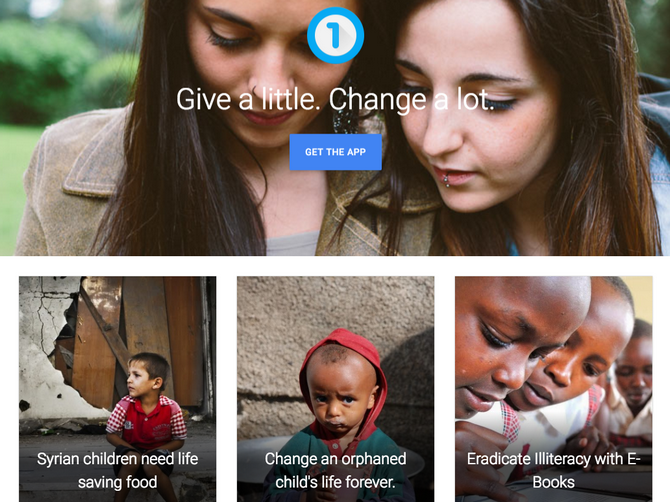 1
Give a little. Change a lot.
GET THE APP
Syrian children need life
saving food
Change an orphaned
child's life forever.
Eradicate Illiteracy with E-
Books